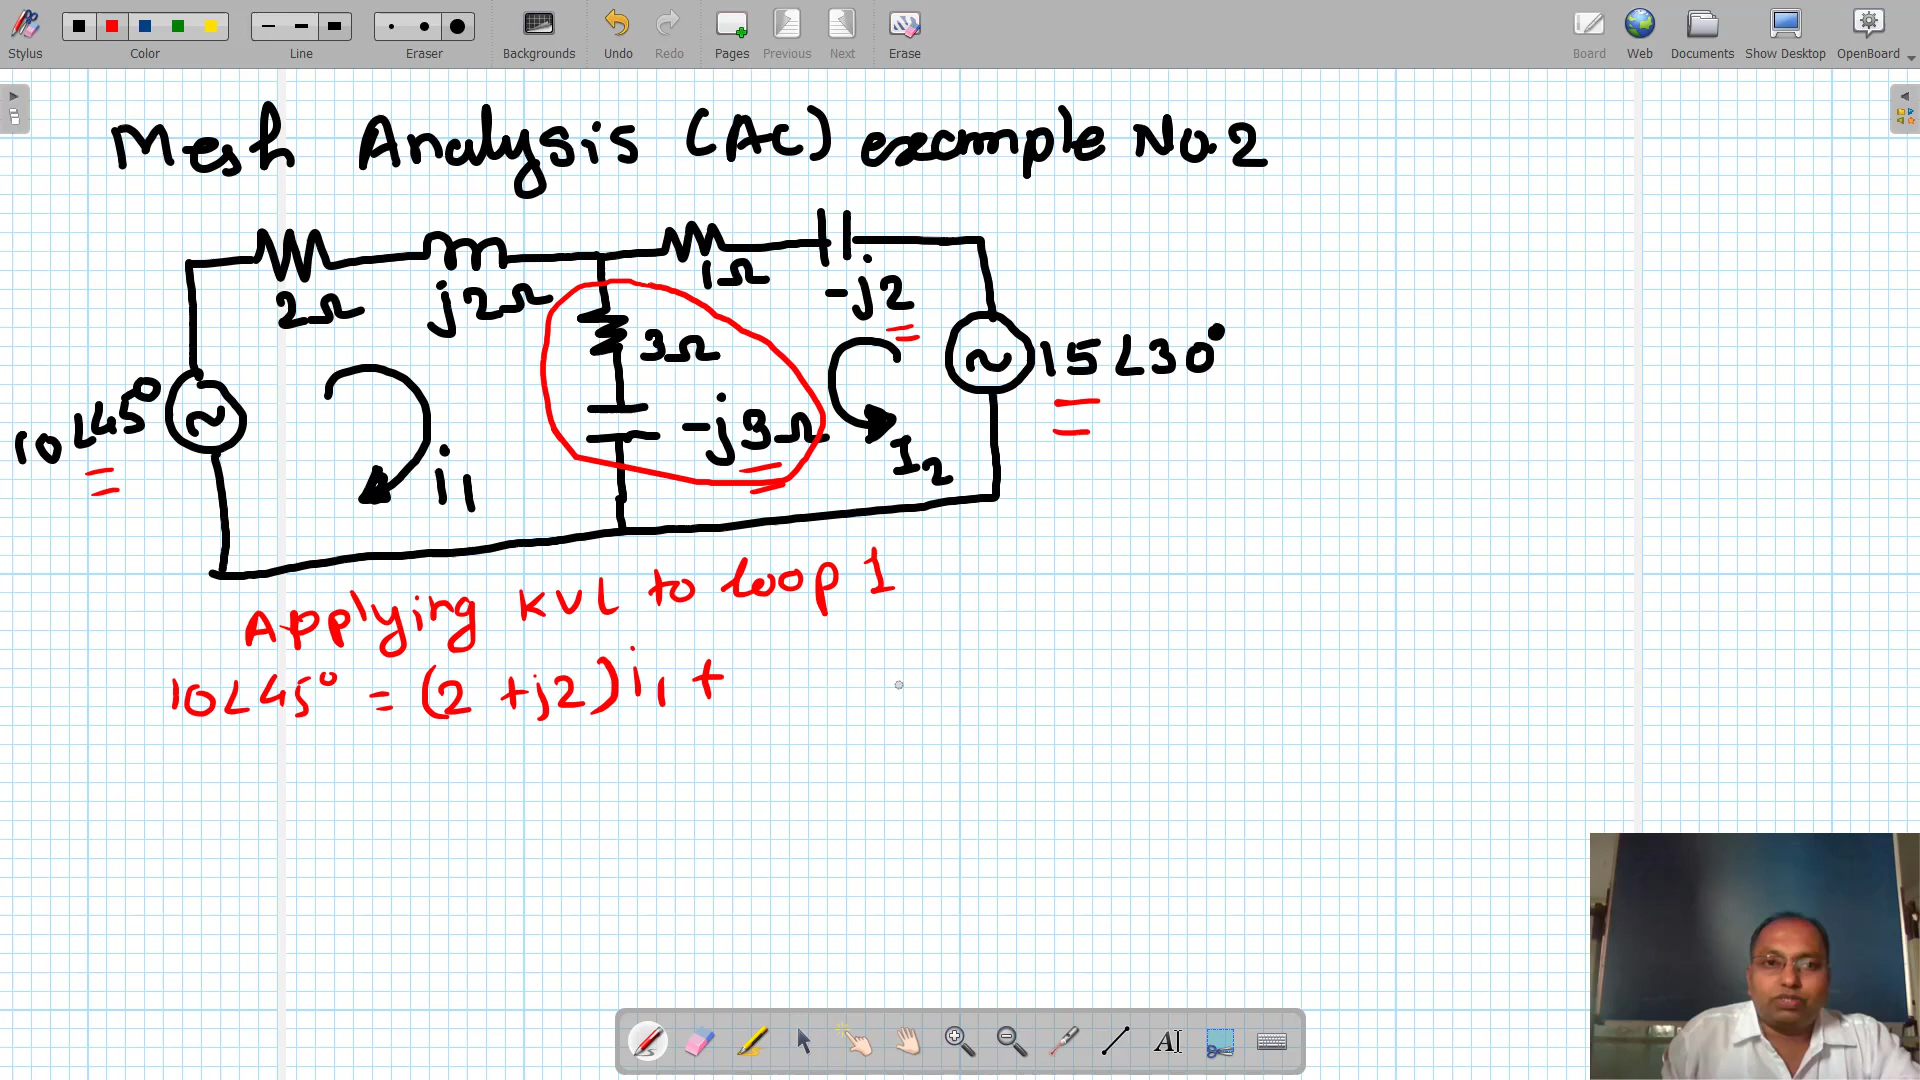 Stylus Color Line Eraser Backgrounds Undo Redo Pages Previous Next Erase Board Web Documents Show Desktop OpenBoard
Mesh Analysis (AC) example No.2
2Ω j2Ω 1Ω -j2
3Ω 15∠30°
10∠45° -j3Ω
i1 I2
Applying KVL to loop 1
10∠45° = (2 +j2)i1 +